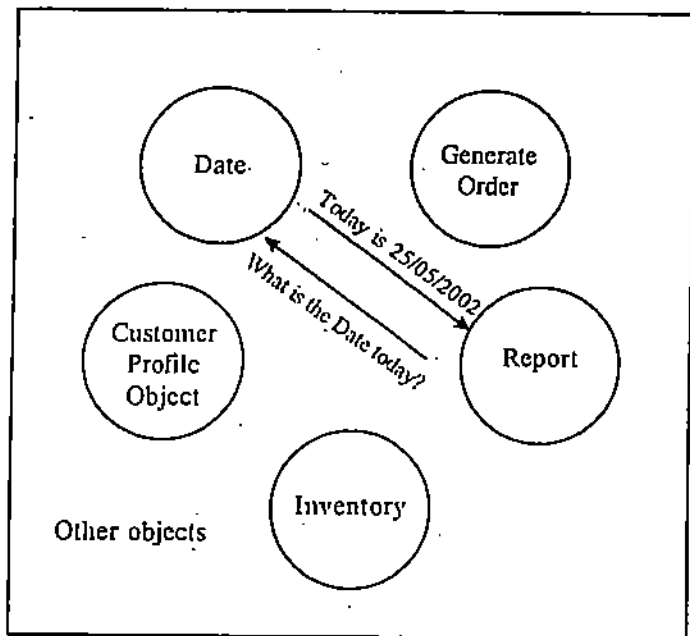 Date
Generate
Order
Today is 25/05/2002
What is the Date today?
Customer
Profile
Object
Report
Inventory
Other objects